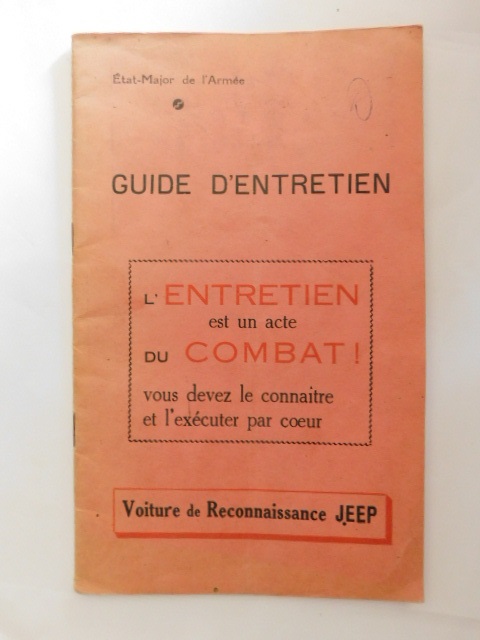 État-Major de l'Armée
GUIDE D'ENTRETIEN
L'ENTRETIEN
est un acte
DU COMBAT!
vous devez le connaitre
et l'exécuter par coeur
Voiture de Reconnaissance JEEP